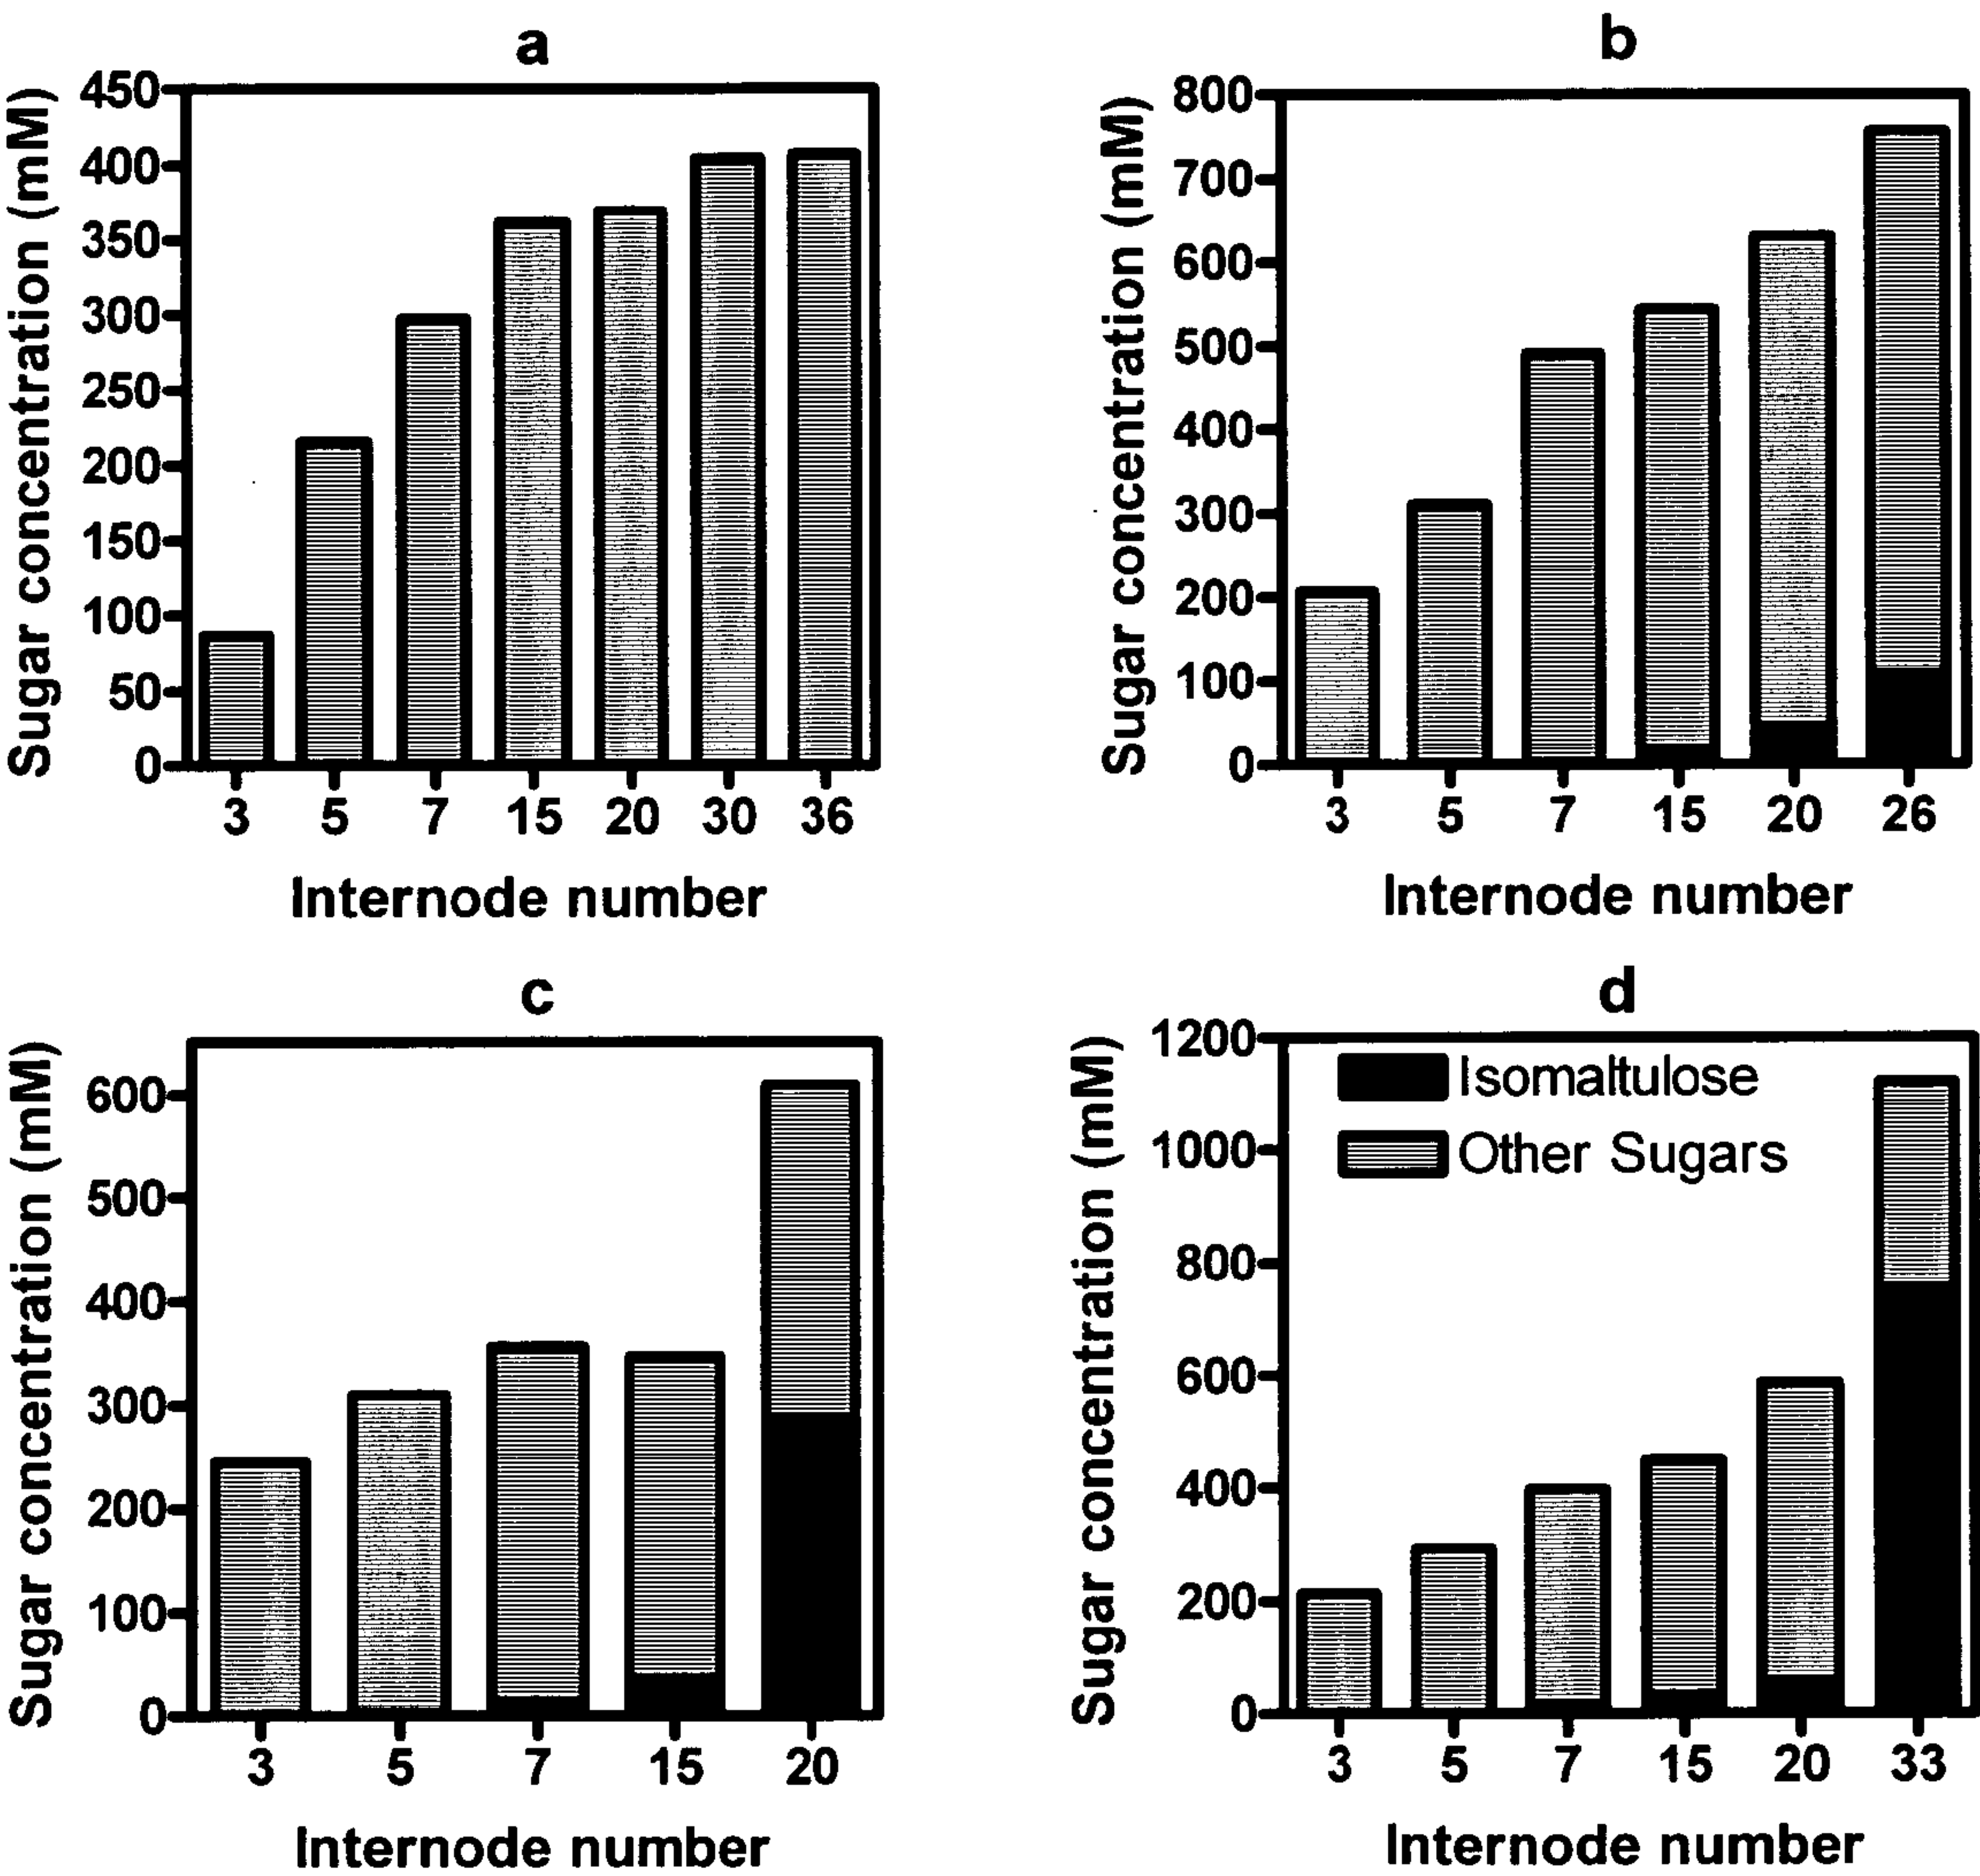 a
Sugar concentration (mM)
450
400
350
300
250
200
150
100
50
0
3 5 7 15 20 30 36
Internode number
b
Sugar concentration (mM)
800
700
600
500
400
300
200
100
0
3 5 7 15 20 26
Internode number
c
Sugar concentration (mM)
600
500
400
300
200
100
0
3 5 7 15 20
Internode number
d
Sugar concentration (mM)
1200
1000
800
600
400
200
0
Isomaltulose
Other Sugars
3 5 7 15 20 33
Internode number